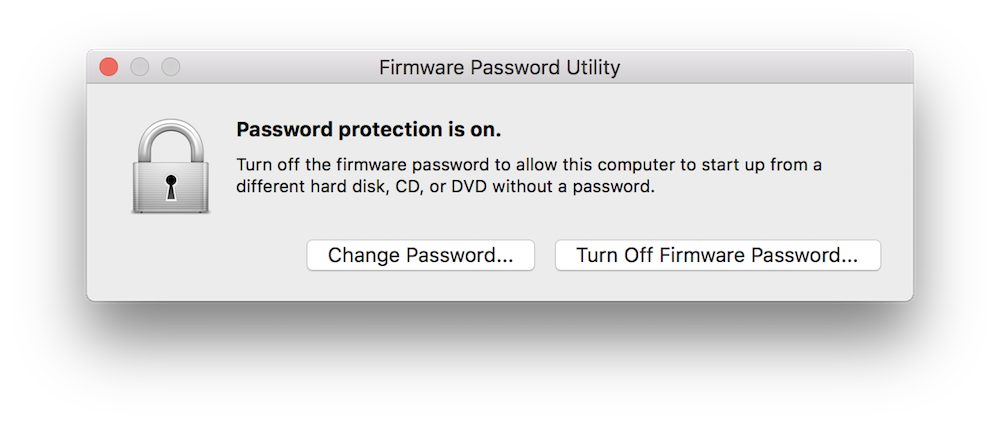 Firmware Password Utility
Password protection is on.
Turn off the firmware password to allow this computer to start up from a
different hard disk, CD, or DVD without a password.
Change Password...
Turn Off Firmware Password...